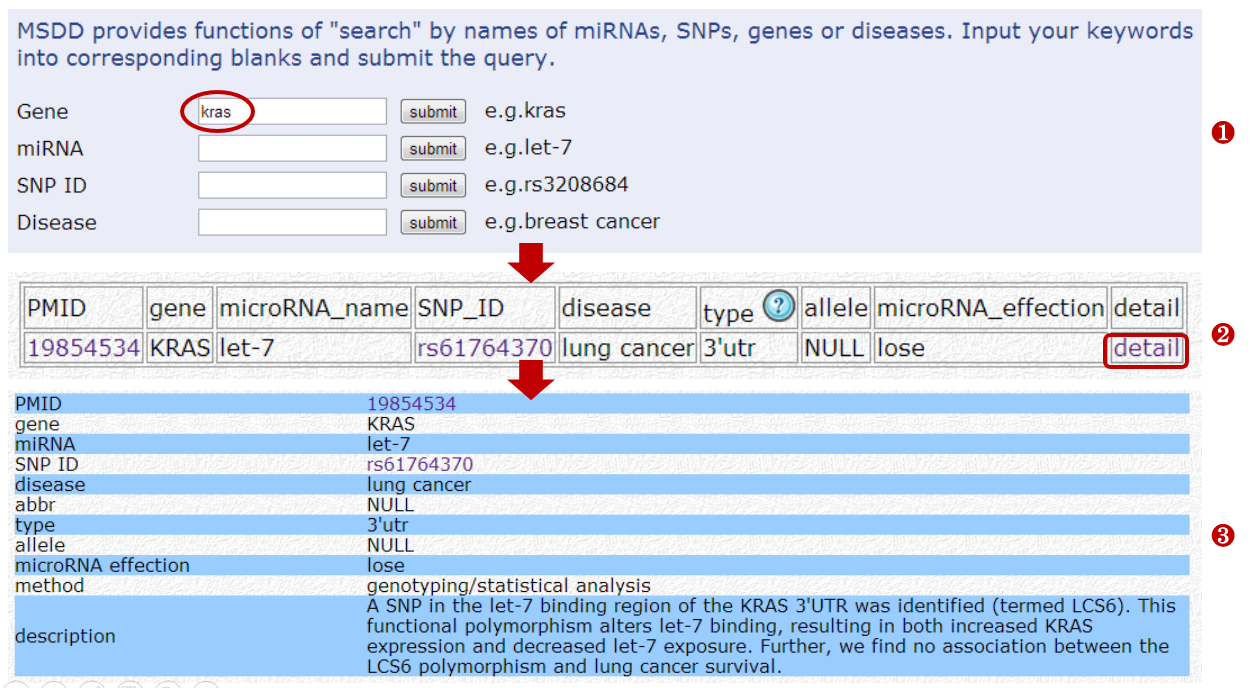 MSDD provides functions of "search" by names of miRNAs, SNPs, genes or diseases. Input your keywords
into corresponding blanks and submit the query.
Gene kras submit e.g.kras
❶
miRNA submit e.g.let-7
SNP ID submit e.g.rs3208684
Disease submit e.g.breast cancer
PMID gene microRNA_name SNP_ID disease type ? allele microRNA_effection detail
19854534 KRAS let-7 rs61764370 lung cancer 3'utr NULL lose detail
❷
PMID 19854534
gene KRAS
miRNA let-7
SNP ID rs61764370
disease lung cancer
abbr NULL
type 3'utr
❸
allele NULL
microRNA effection lose
method genotyping/statistical analysis
description A SNP in the let-7 binding region of the KRAS 3'UTR was identified (termed LCS6). This
functional polymorphism alters let-7 binding, resulting in both increased KRAS
expression and decreased let-7 exposure. Further, we find no association between the
LCS6 polymorphism and lung cancer survival.